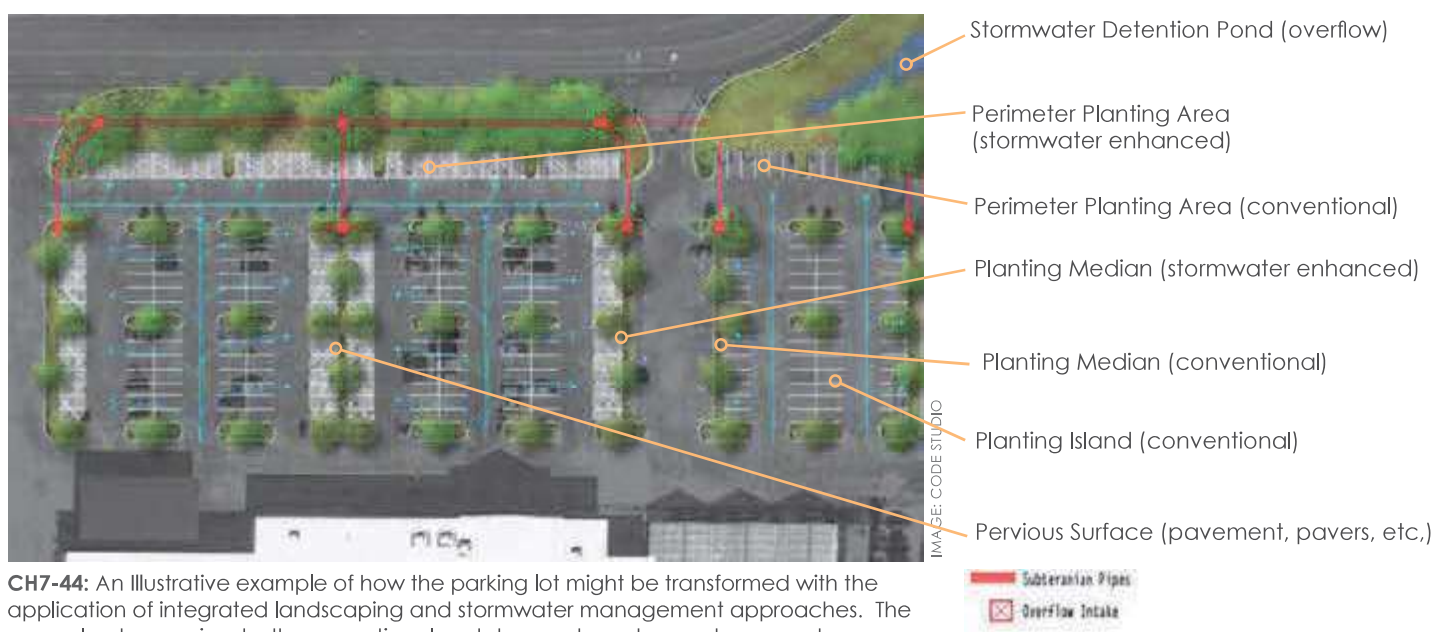 Stormwater Detention Pond (overflow)
Perimeter Planting Area
(stormwater enhanced)
Perimeter Planting Area (conventional)
Planting Median (stormwater enhanced)
Planting Median (conventional)
Planting Island (conventional)
Pervious Surface (pavement, pavers, etc,)
IMAGE: CODE STUDIO
Subteranian Pipes
Overflow Intake
CH7-44: An Illustrative example of how the parking lot might be transformed with the
application of integrated landscaping and stormwater management approaches. The